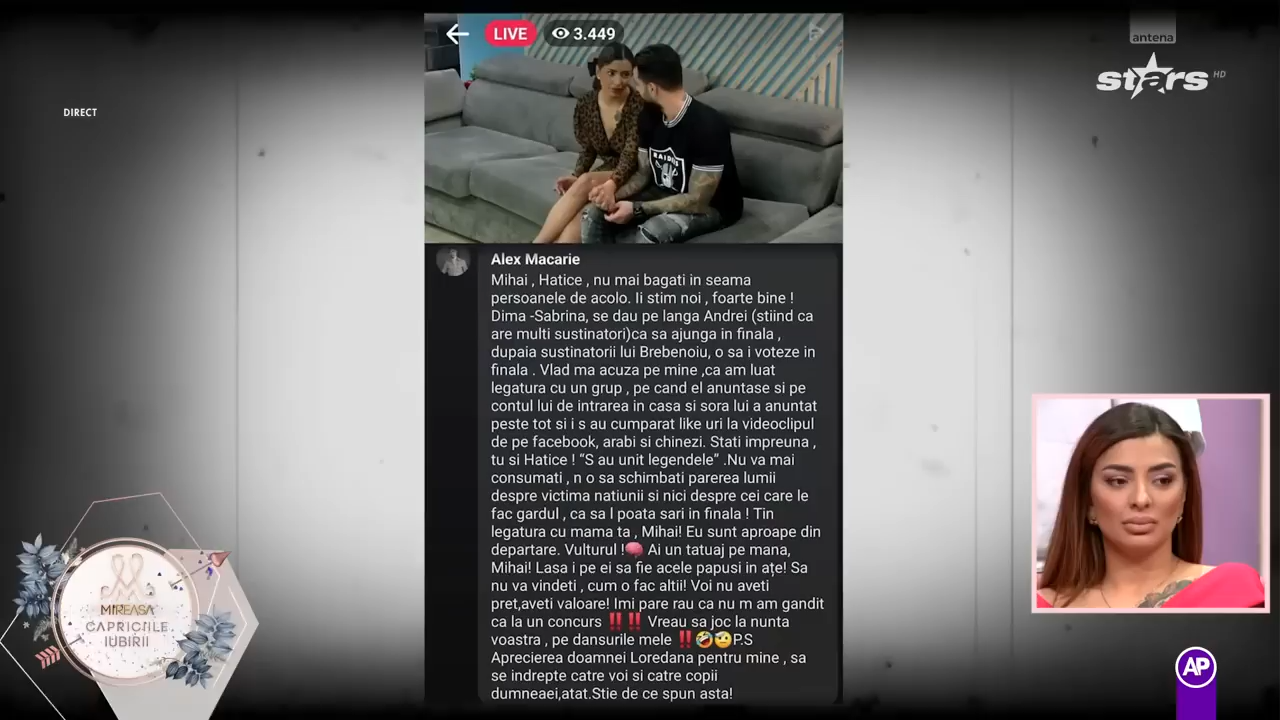 LIVE 3.449
antena
stars HD
DIRECT
RAIDERS
Alex Macarie
Mihai , Hatice , nu mai bagati in seama
persoanele de acolo. Ii stim noi , foarte bine !
Dima -Sabrina, se dau pe langa Andrei (stiind ca
are multi sustinatori)ca sa ajunga in finala ,
dupaia sustinatorii lui Brebenoiu, o sa i voteze in
finala . Vlad ma acuza pe mine ,ca am luat
legatura cu un grup , pe cand el anuntase si pe
contul lui de intrarea in casa si sora lui a anuntat
peste tot si i s au cumparat like uri la videoclipul
de pe facebook, arabi si chinezi. Stati impreuna ,
tu si Hatice ! “S au unit legendele” .Nu va mai
consumati , n o sa schimbati parerea lumii
despre victima natiunii si nici despre cei care le
fac gardul , ca sa l poata sari in finala ! Tin
legatura cu mama ta , Mihai! Eu sunt aproape din
departare. Vulturul !🧠 Ai un tatuaj pe mana,
Mihai! Lasa i pe ei sa fie acele papusi in ațe! Sa
nu va vindeti , cum o fac altii! Voi nu aveti
pret,aveti valoare! Imi pare rau ca nu m am gandit
ca la un concurs ‼️‼️ Vreau sa joc la nunta
voastra , pe dansurile mele ‼️🤣🤕P.S
Aprecierea doamnei Loredana pentru mine , sa
se indrepte catre voi si catre copii
dumneaei,atat.Stie de ce spun asta!
MIREASA
CAPRICIILE
IUBIRII
AP